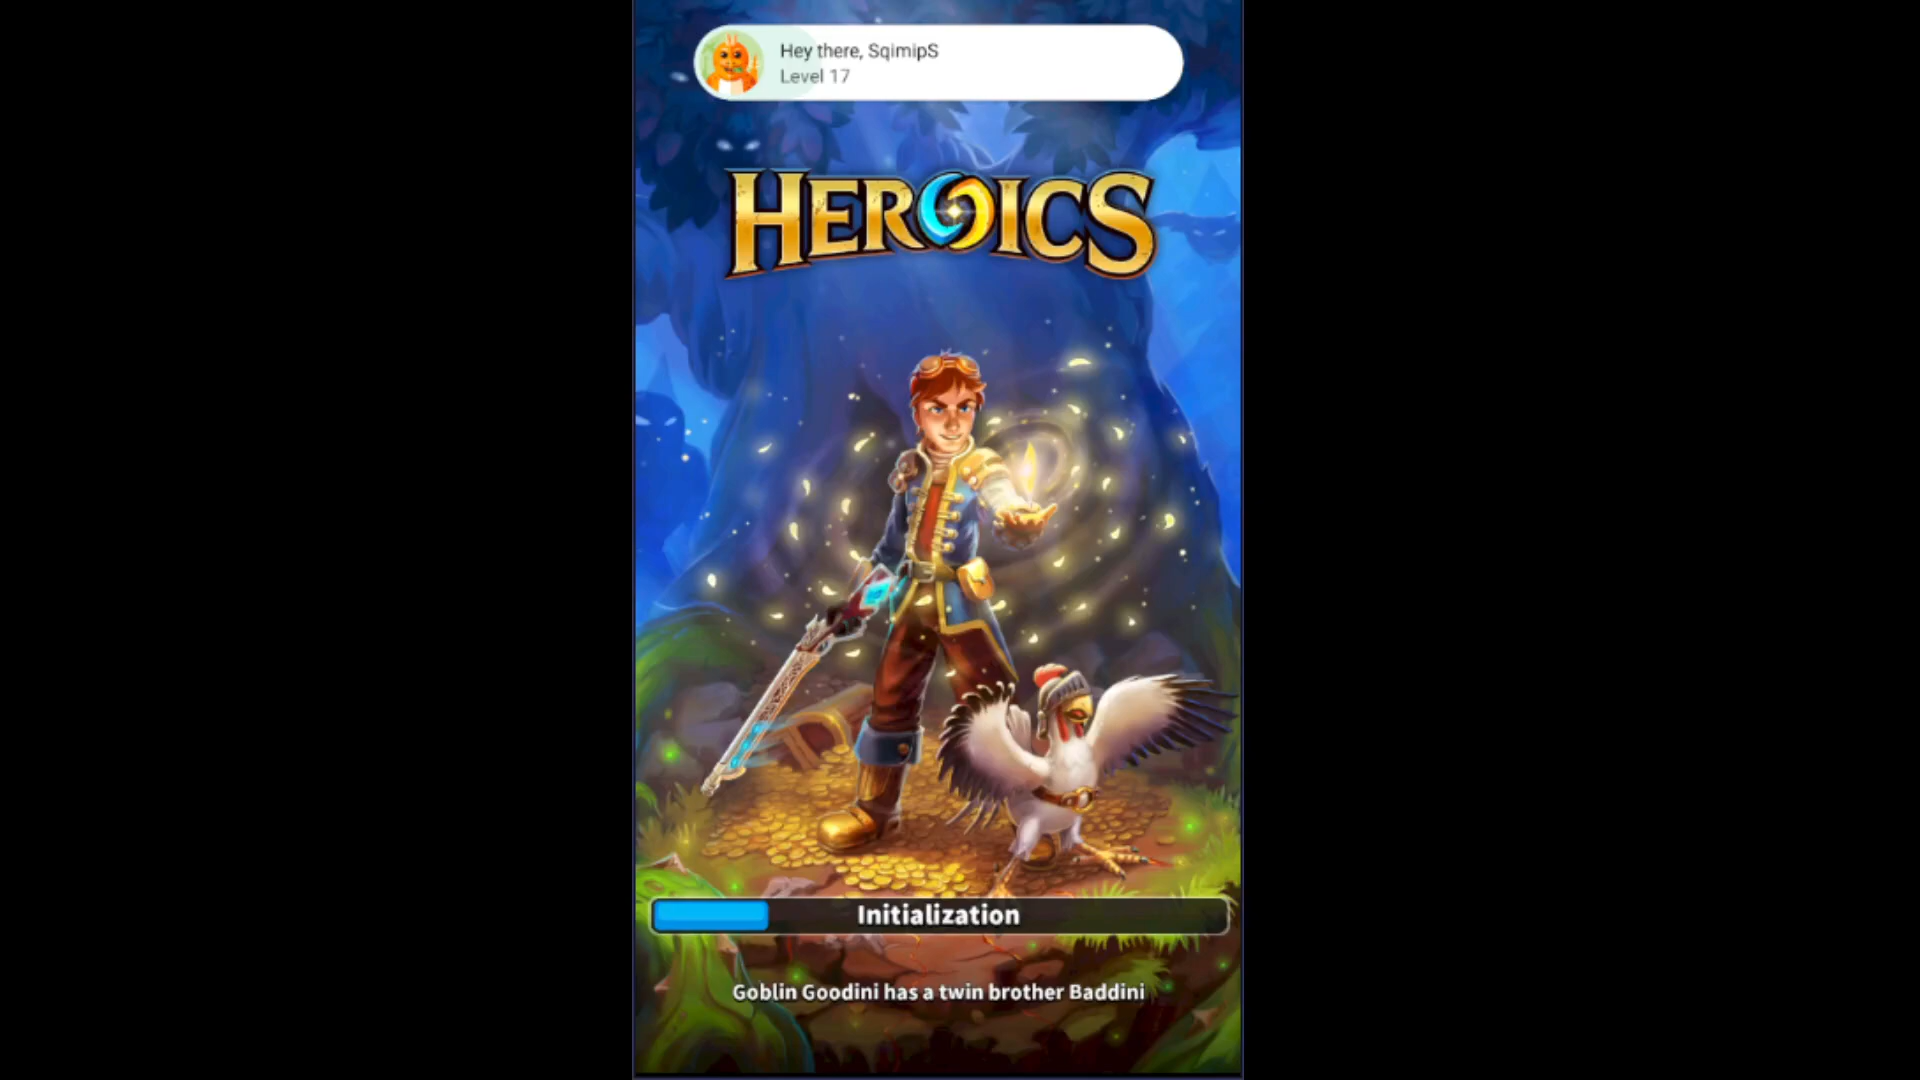 Hey there, SqimipS
Level 17
HEROICS
Initialization
Goblin Goodini has a twin brother Baddini